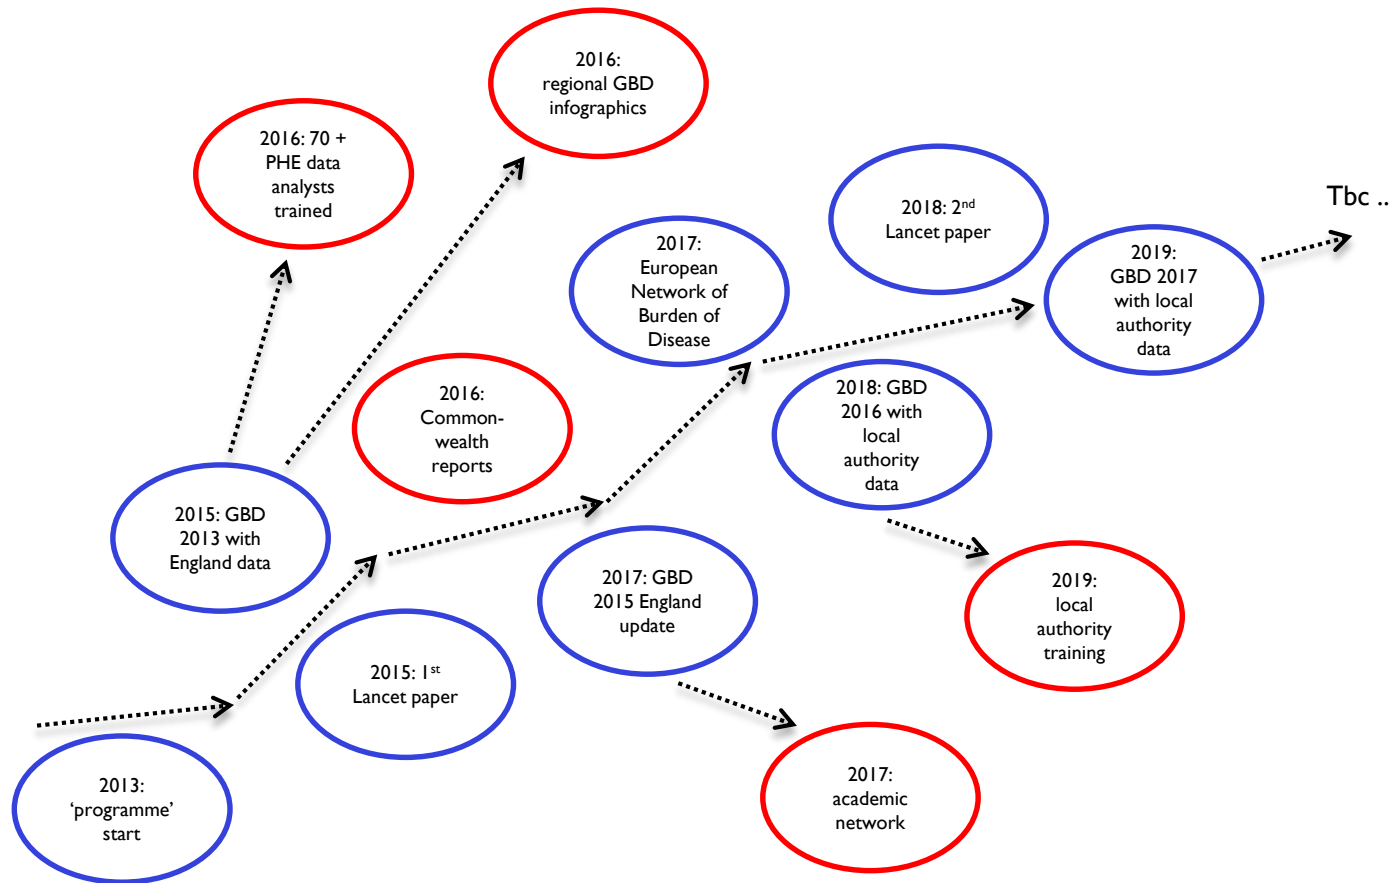 2016:
regional GBD
infographics
2016: 70 +
PHE data
analysts
trained
2018: 2nd
Lancet paper
Tbc ..
2017:
European
Network of
Burden of
Disease
2019:
GBD 2017
with local
authority
data
2016:
Common-
wealth
reports
2018: GBD
2016 with
local
authority
data
2015: GBD
2013 with
England data
2017: GBD
2015 England
update
2019:
local
authority
training
2015: 1st
Lancet paper
2013:
‘programme’
start
2017:
academic
network